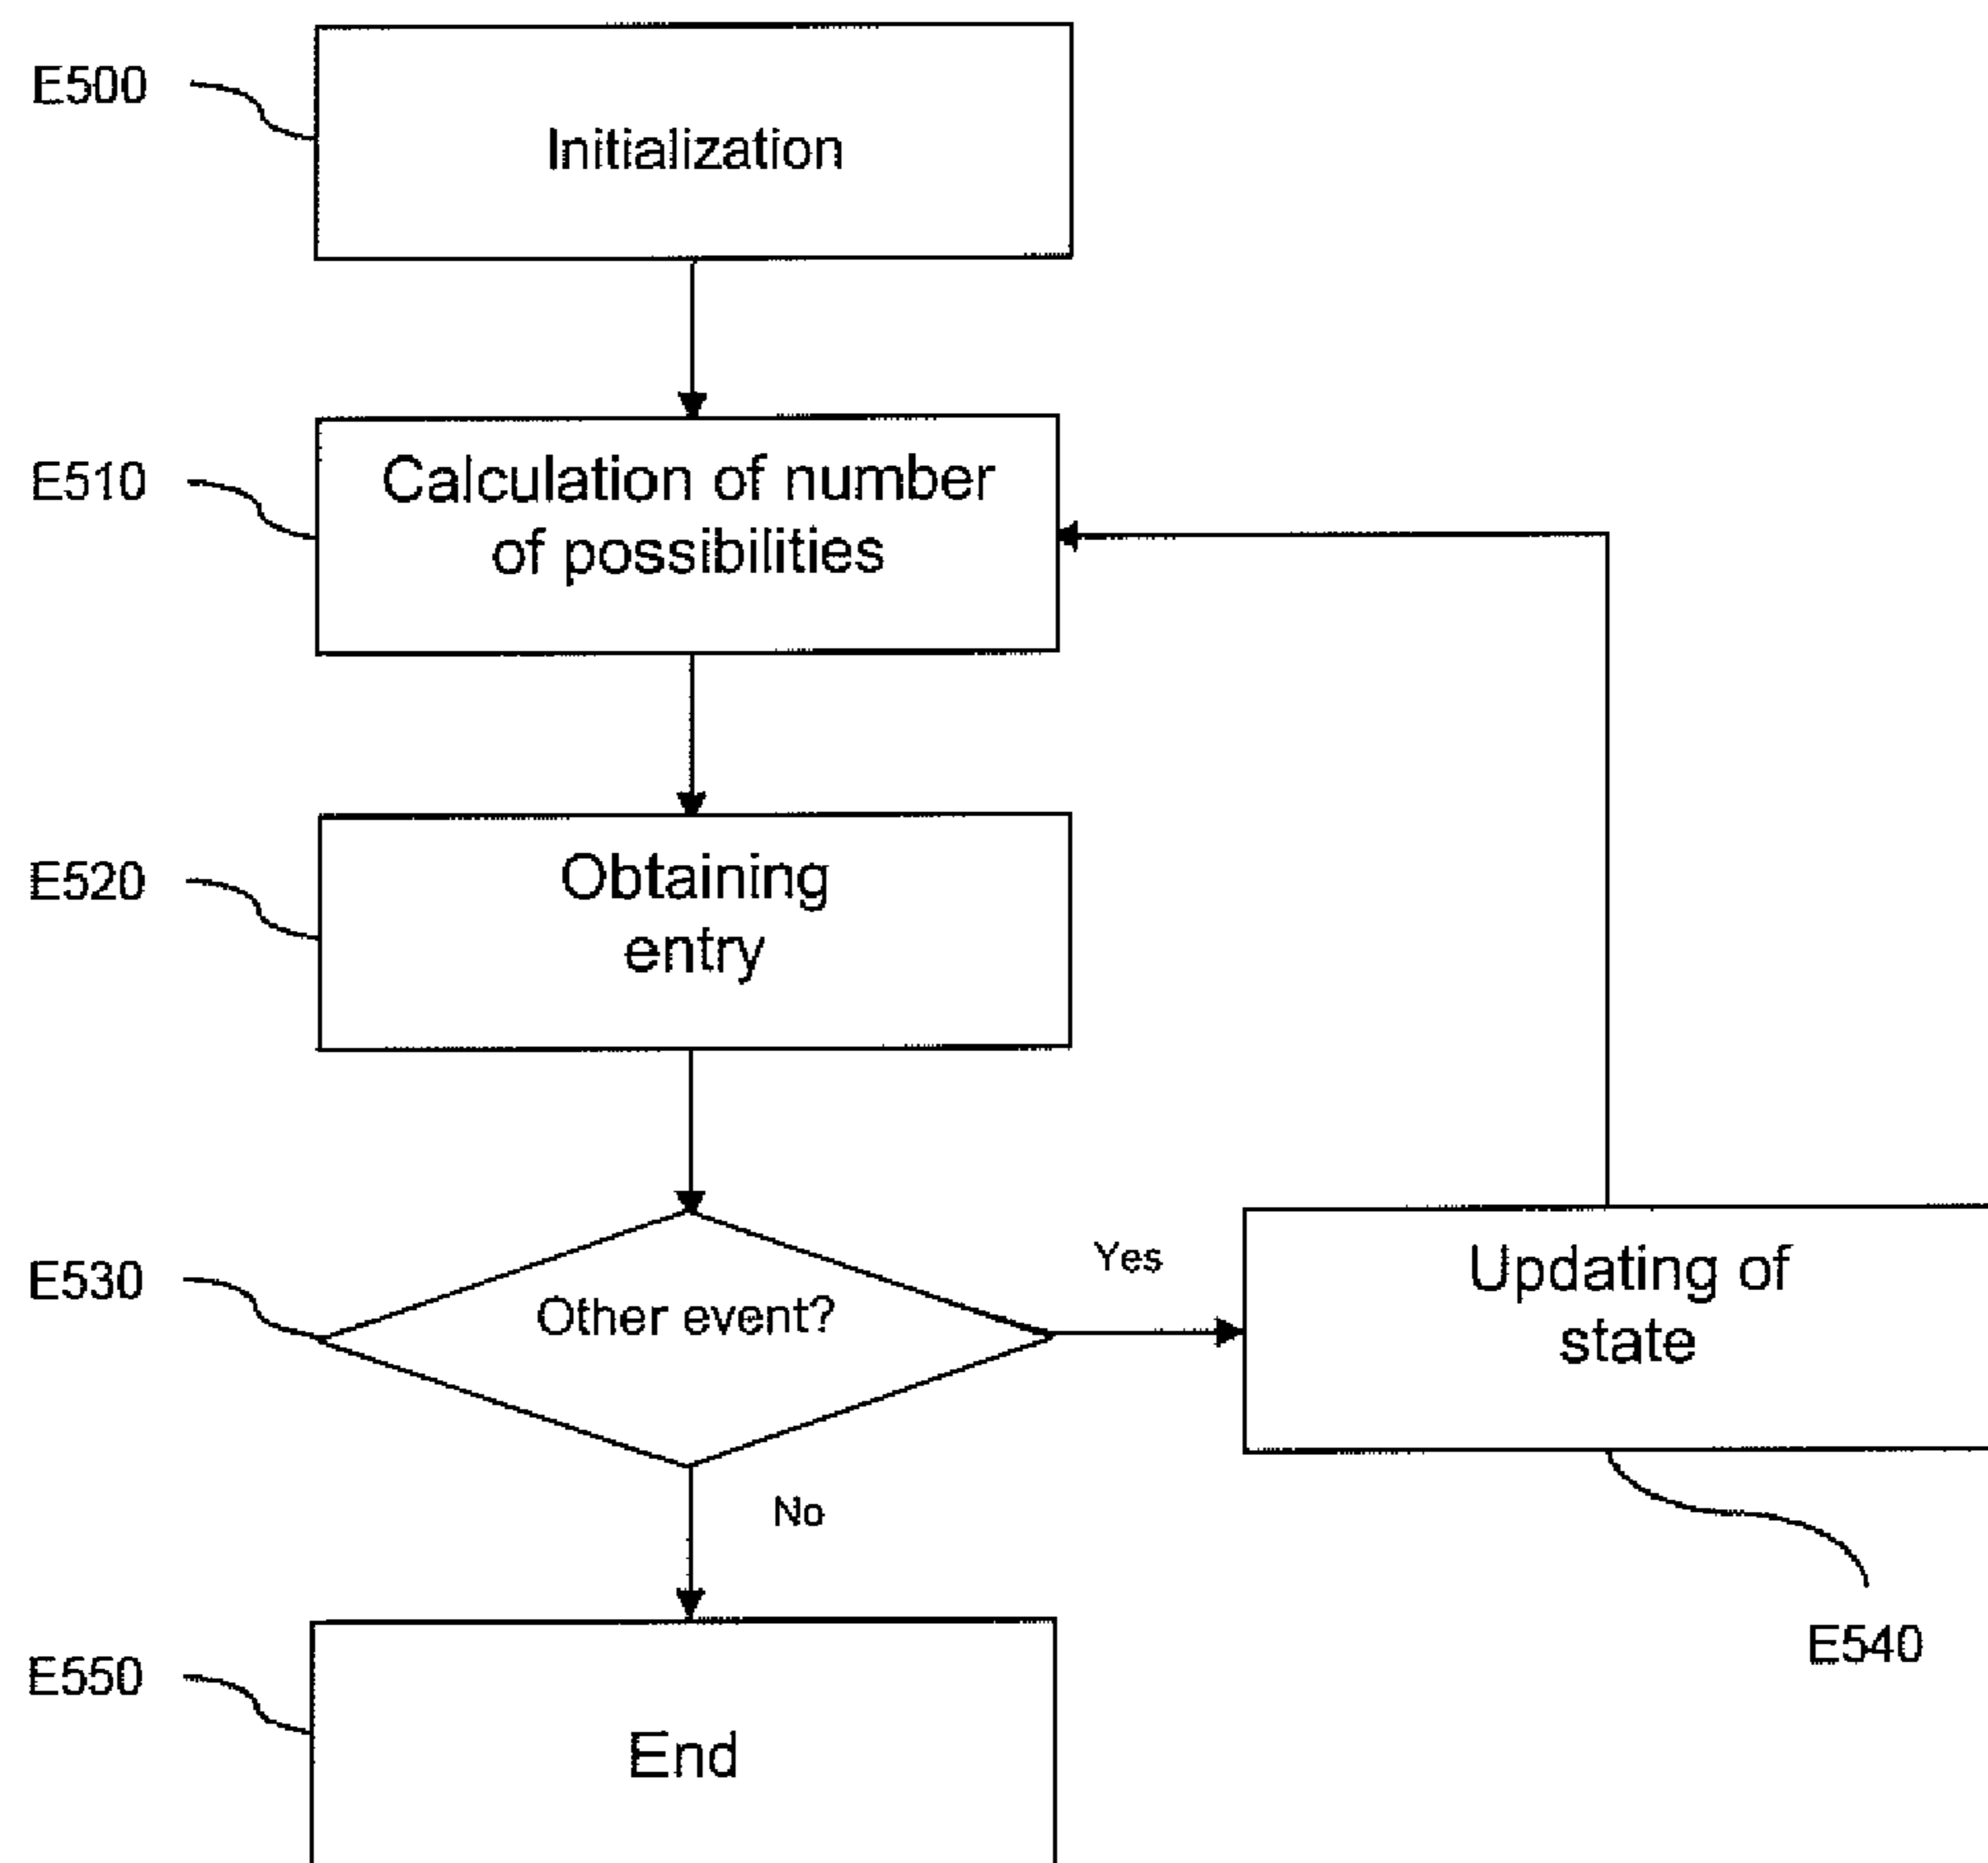 E500
Initialization
E510
Calculation of number
of possibilities
E520
Obtaining
entry
E530
Other event?
Yes
Updating of
state
No
E540
E550
End